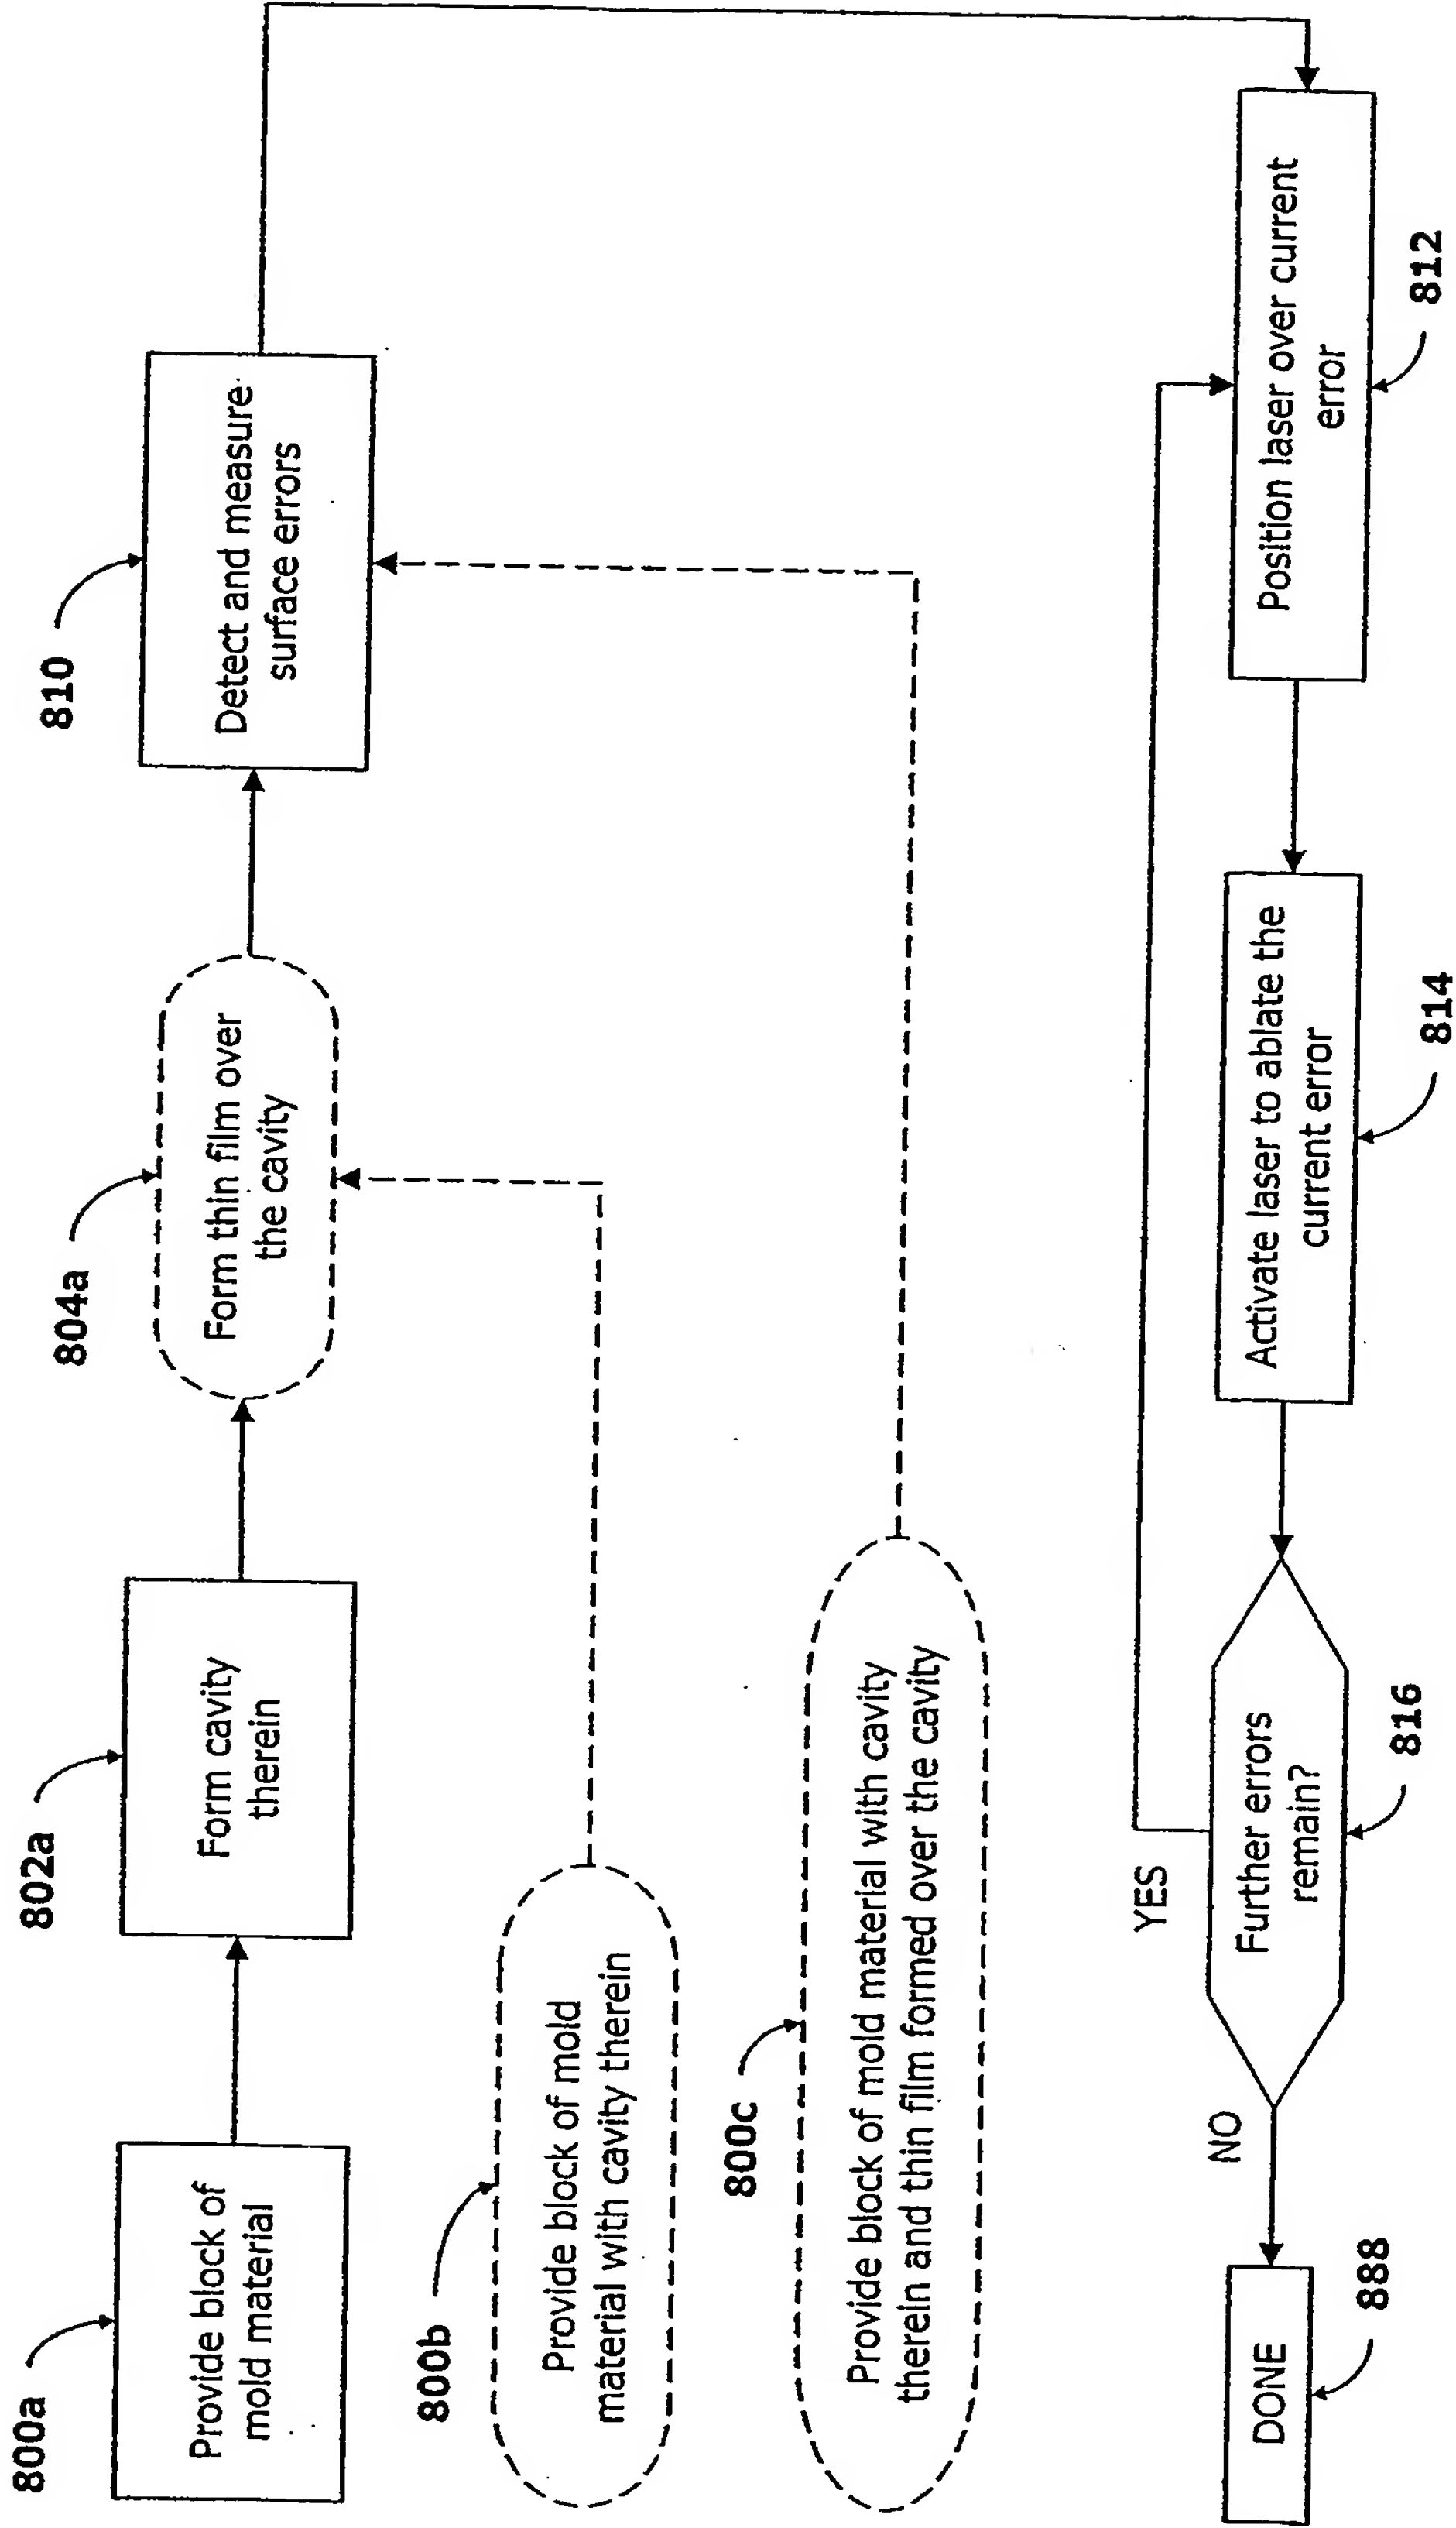 800a
Provide block of
mold material
802a
Form cavity
therein
804a
Form thin film over
the cavity
810
Detect and measure
surface errors
800b
Provide block of mold
material with cavity therein
800c
Provide block of mold material with cavity
therein and thin film formed over the cavity
Position laser over current
error
812
Activate laser to ablate the
current error
814
Further errors
remain?
816
YES
NO
DONE
888